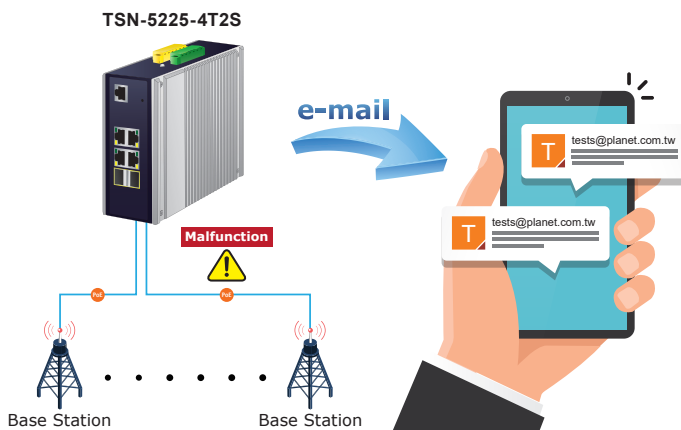 TSN-5225-4T2S
e-mail
T
tests@planet.com.tw
T
tests@planet.com.tw
Malfunction
!
PoE
PoE
Base Station
Base Station